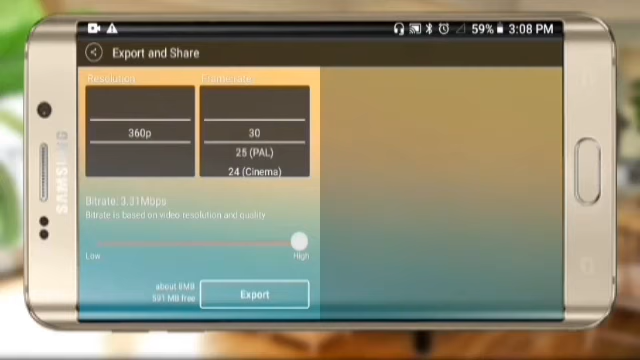 59% 3:08 PM
Export and Share
Resolution
Framerate
360p
30
25 (PAL)
24 (Cinema)
Bitrate: 3.31Mbps
Bitrate is based on video resolution and quality
Low
High
about 8MB
591 MB free
Export
SAMSUNG